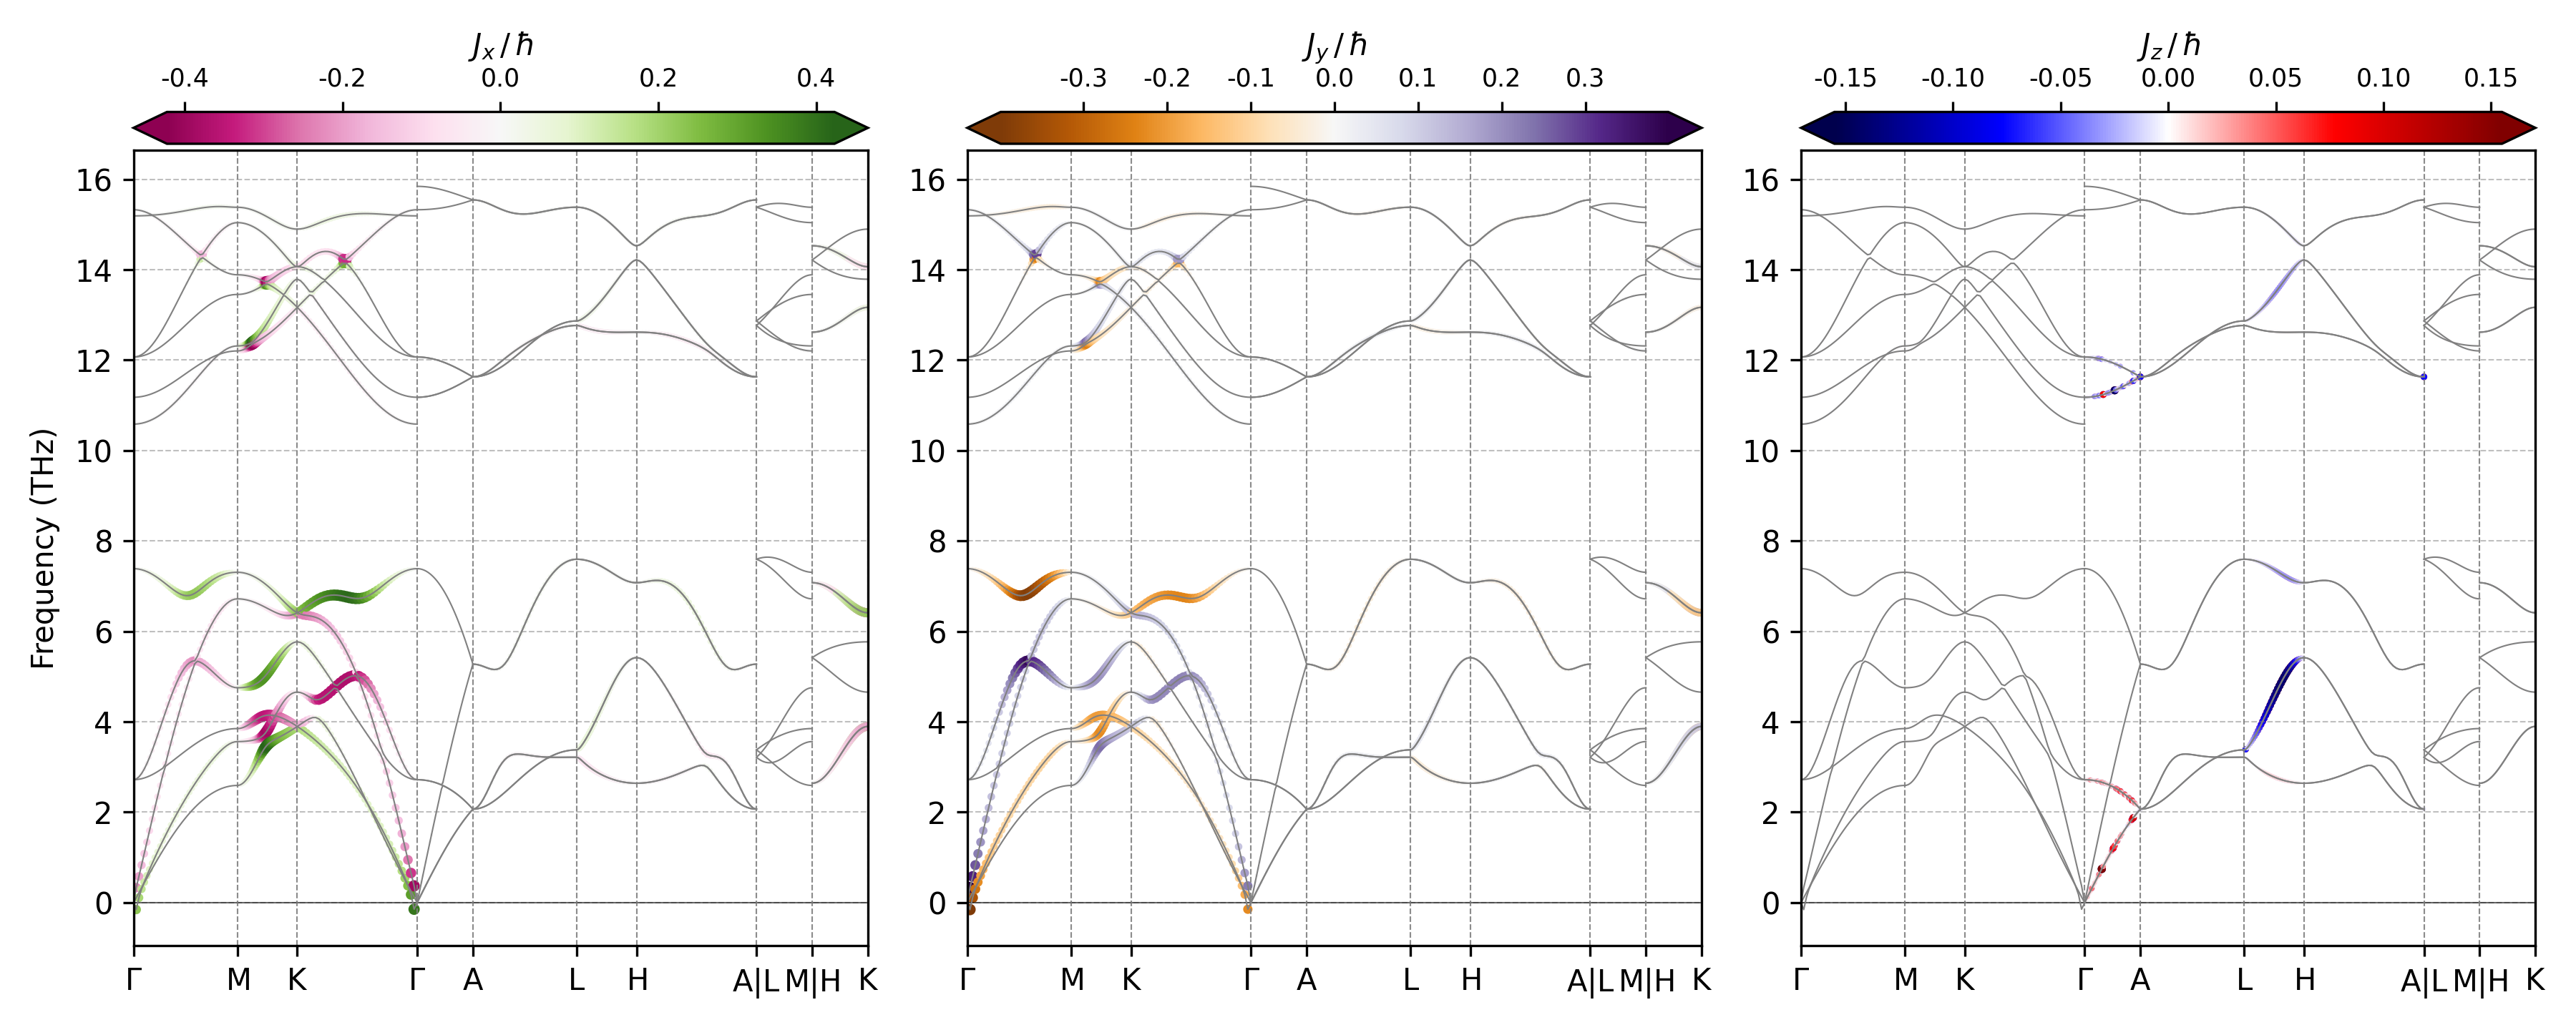 J_x / ħ
-0.4 -0.2 0.0 0.2 0.4
J_y / ħ
-0.3 -0.2 -0.1 0.0 0.1 0.2 0.3
J_z / ħ
-0.15 -0.10 -0.05 0.00 0.05 0.10 0.15
Frequency (THz)
16
14
12
10
8
6
4
2
0
Γ M K Γ A L H A|L M|H K
16
14
12
10
8
6
4
2
0
Γ M K Γ A L H A|L M|H K
16
14
12
10
8
6
4
2
0
Γ M K Γ A L H A|L M|H K